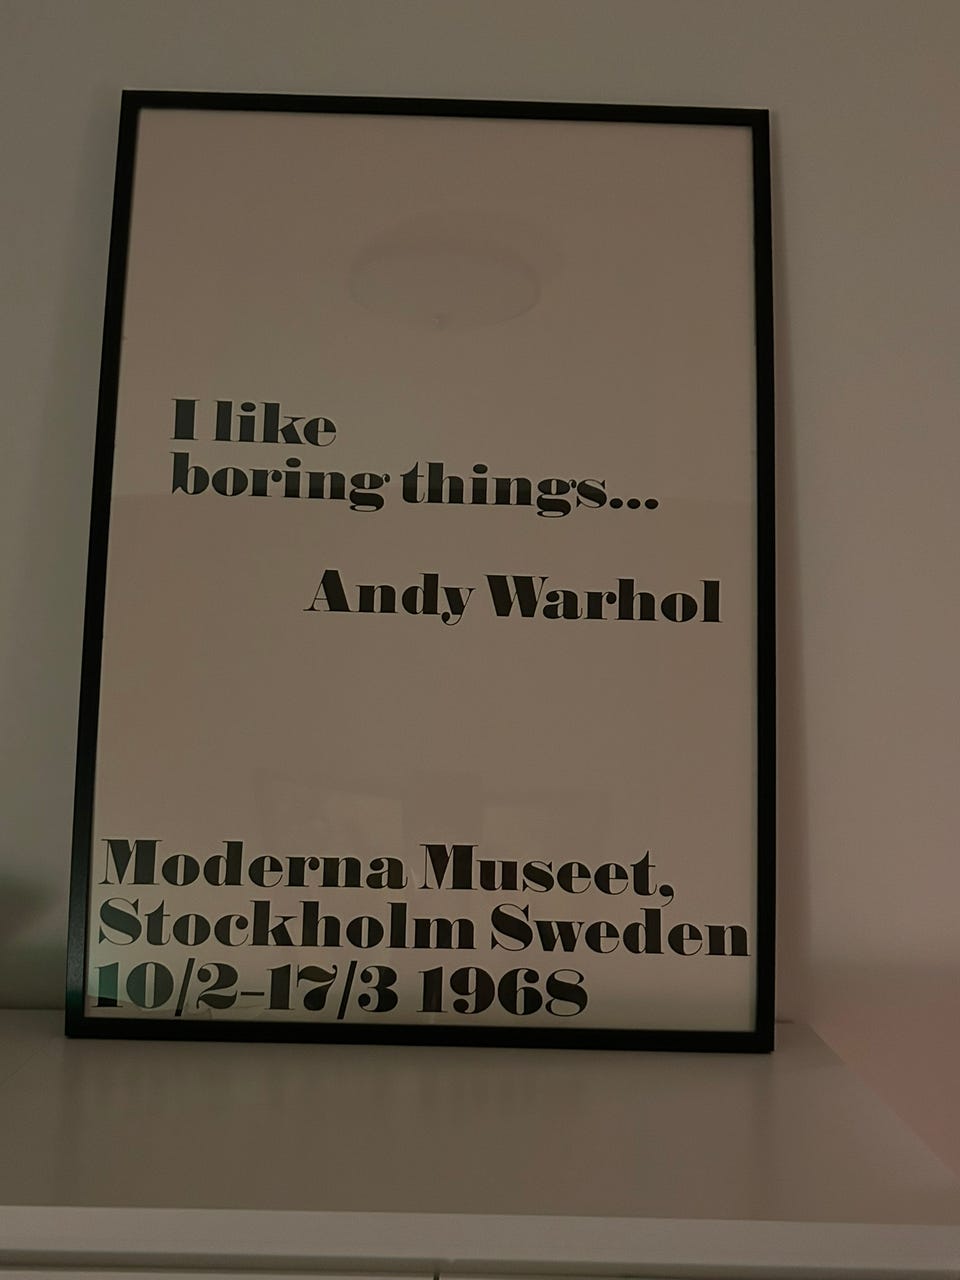 I like
boring things...
Andy Warhol
Moderna Museet,
Stockholm Sweden
10/2–17/3 1968